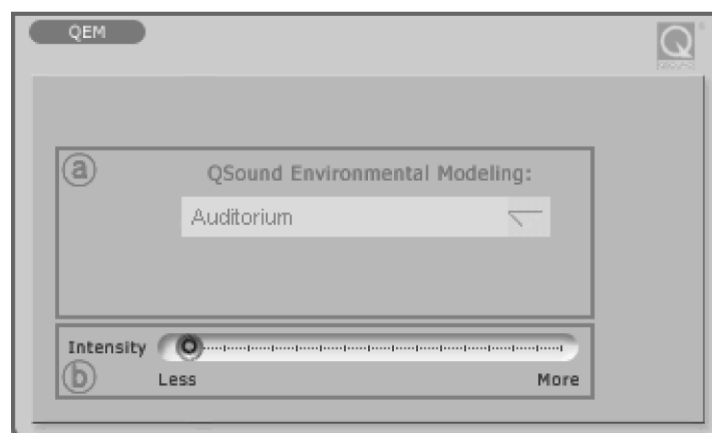 QEM
Q
ⓐ
QSound Environmental Modeling:
Auditorium
Intensity
ⓑ
Less
More